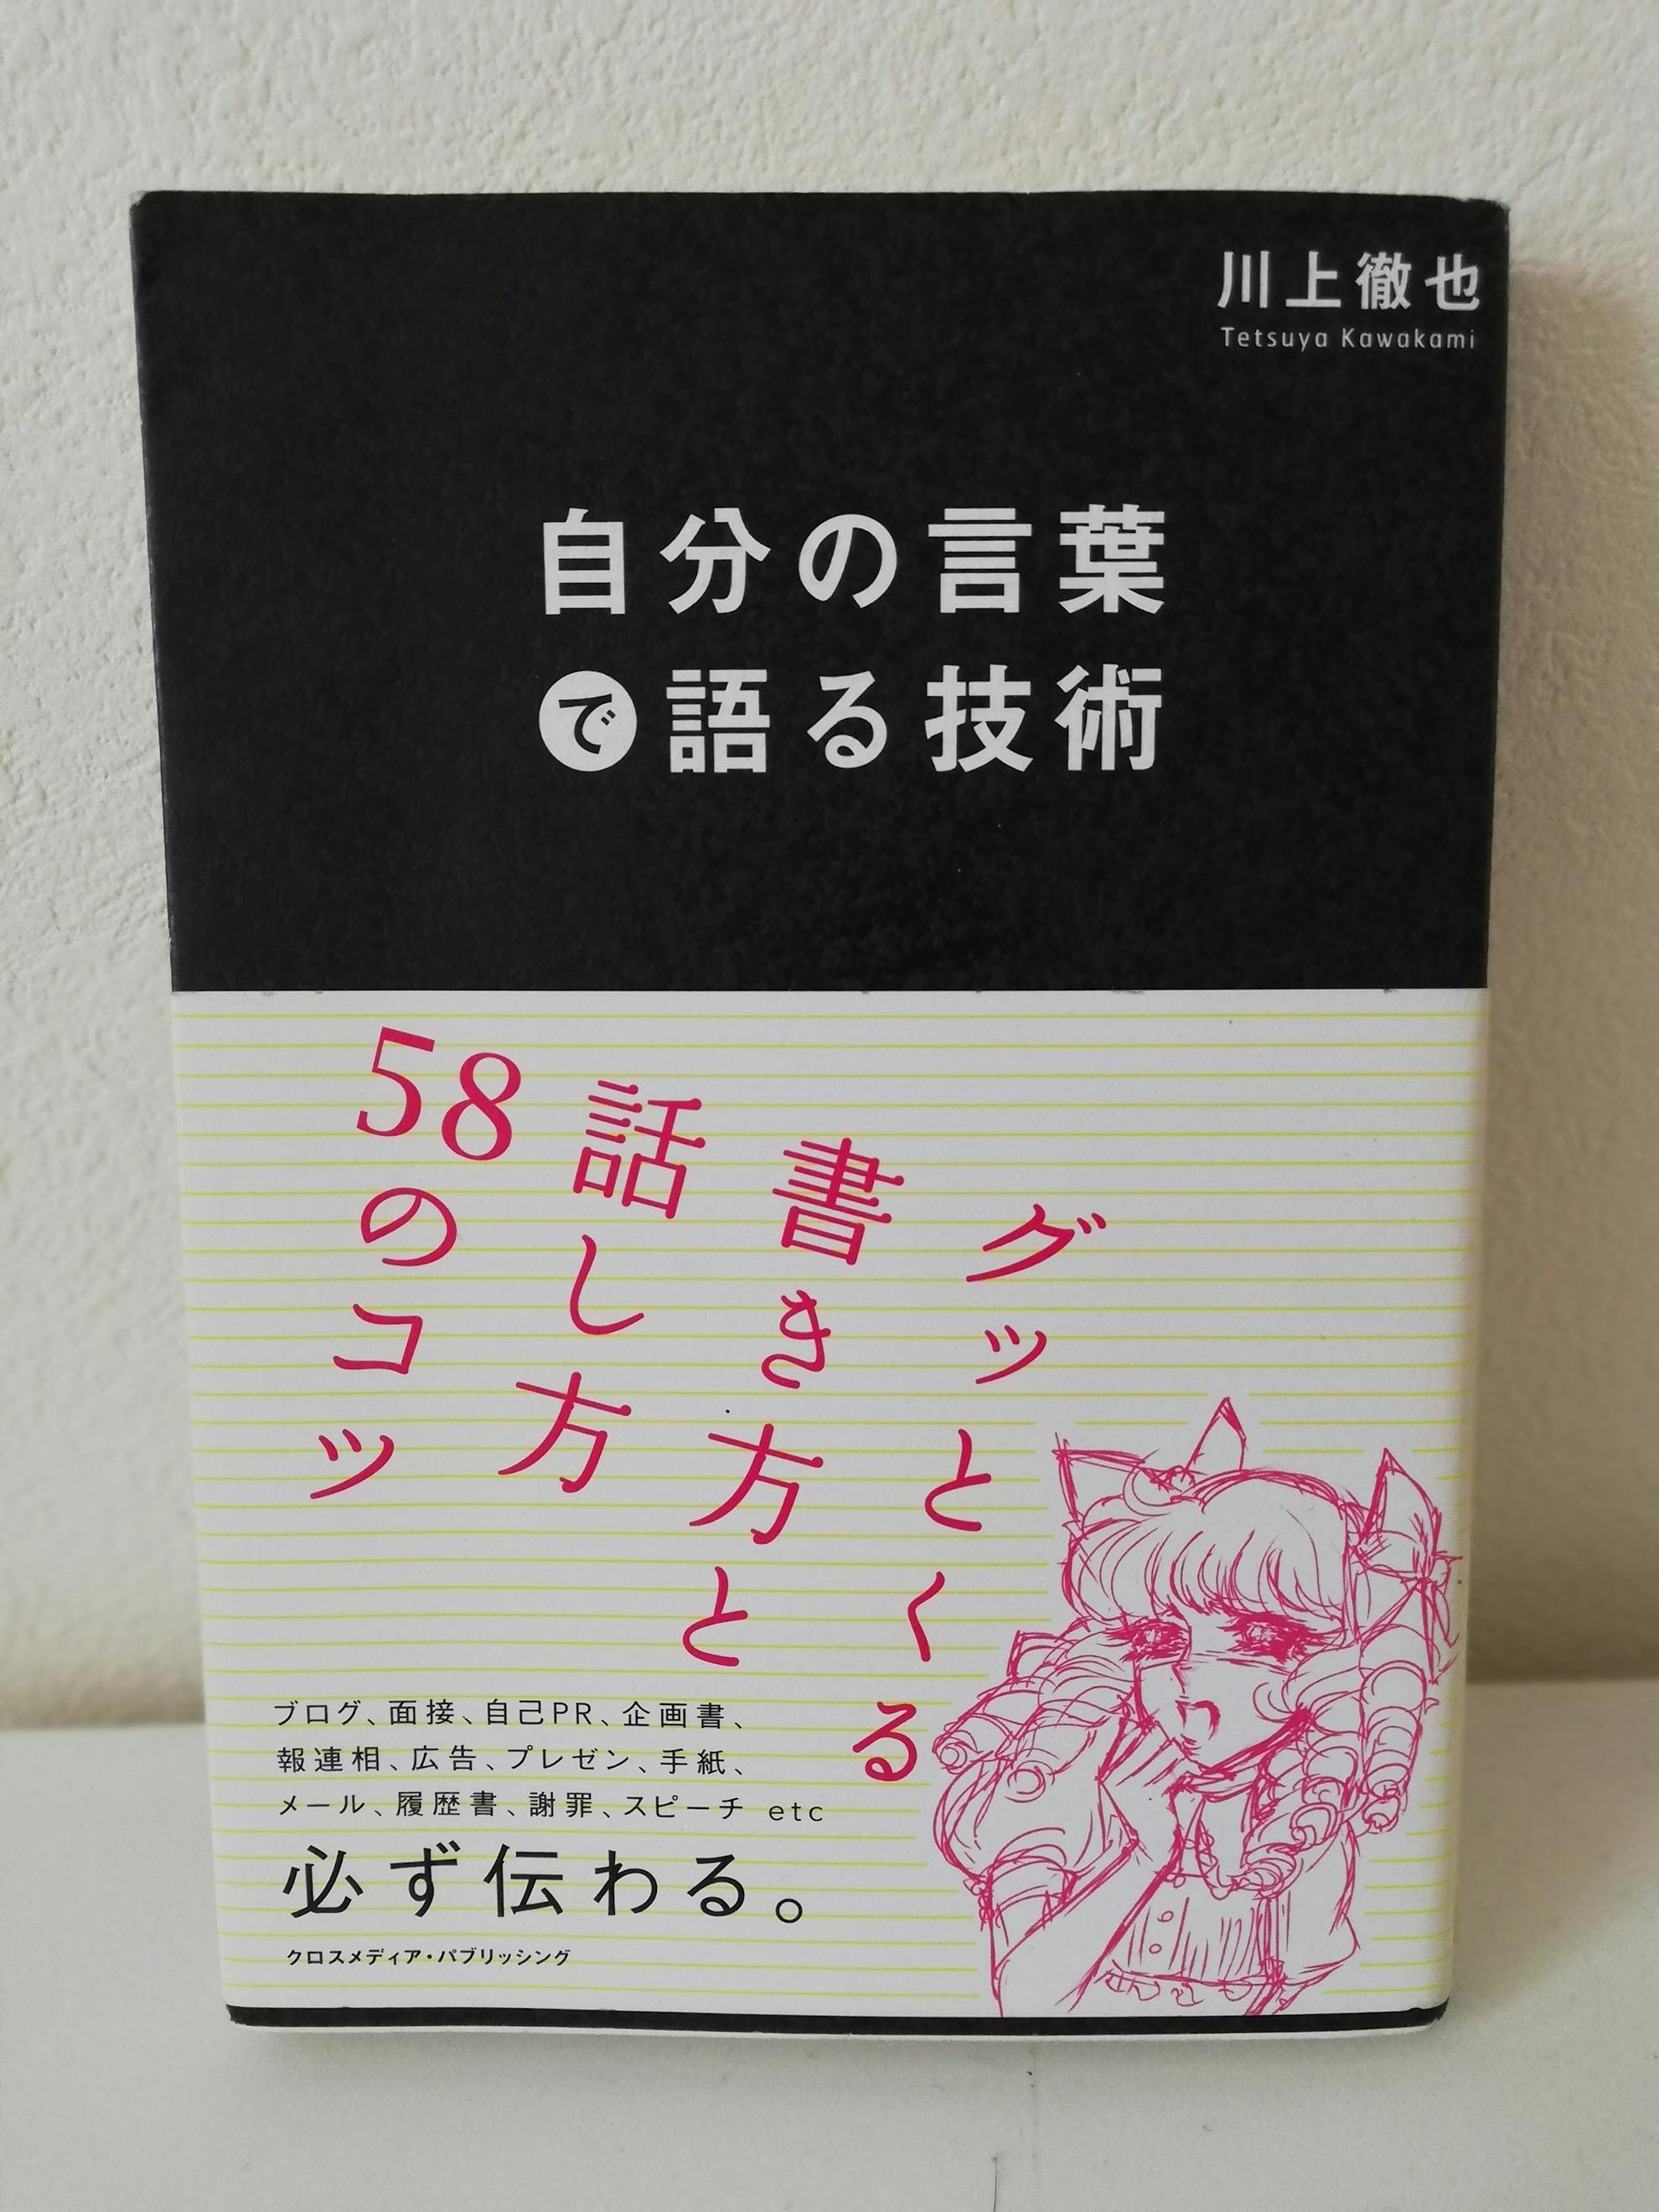 川上徹也
Tetsuya Kawakami
自分の言葉
で語る技術
グッとくる
書き方と
話し方
58のコツ
ブログ、面接、自己PR、企画書、
報連相、広告、プレゼン、手紙、
メール、履歴書、謝罪、スピーチ etc
必ず伝わる。
クロスメディア・パブリッシング